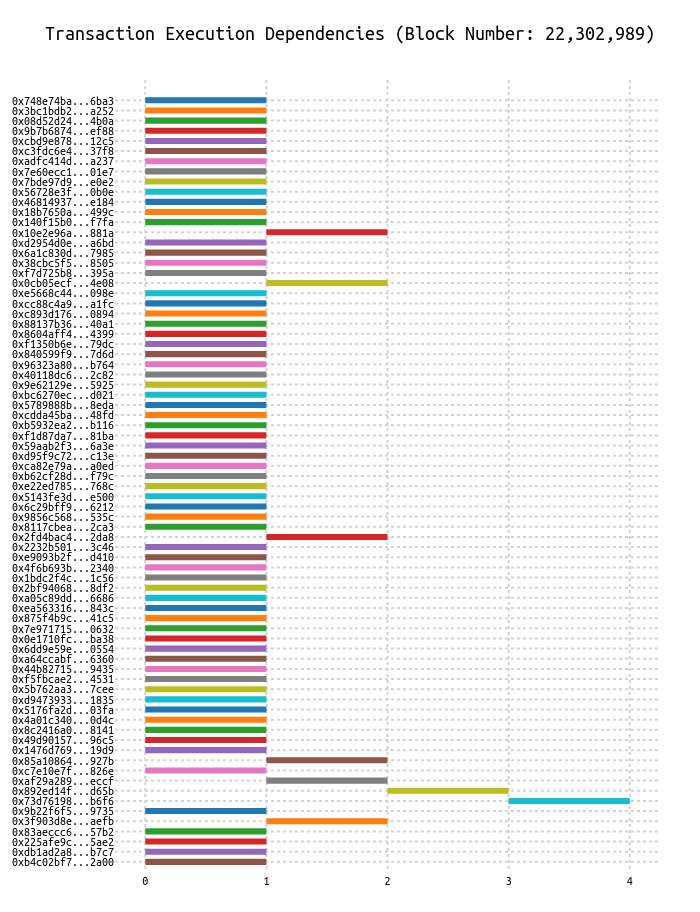 Transaction Execution Dependencies (Block Number: 22,302,989)
0x748e74ba...6ba3
0x3bc1bdb2...a252
0x08d52d24...4b0a
0x9b7b6874...ef88
0xcbd9e878...12c5
0xc3fdc6e4...37f8
0xadfc414d...a237
0x7e60ecc1...01e7
0x7bde97d9...e0e2
0x56728e3f...0b0e
0x46814937...e184
0x18b7650a...499c
0x140f15b0...f7fa
0x10e2e96a...881a
0xd2954d0e...a6bd
0x6a1c830d...7985
0x38cbc5f5...8505
0xf7d725b8...395a
0x0cb05ecf...4e08
0xe5668c44...098e
0xcc88c4a9...a1fc
0xc893d176...0894
0x88137b36...40a1
0x8604aff4...4399
0xf1350b6e...79dc
0x840599f9...7d6d
0x96323a80...b764
0x40118dc6...2c82
0x9e62129e...5925
0xbc6270ec...d021
0x5789888b...8eda
0xcdda45ba...48fd
0xb5932ea2...b116
0xf1d87da7...81ba
0x59aab2f3...6a3e
0xd95f9c72...c13e
0xca82e79a...a0ed
0xb62cf28d...f79c
0xe22ed785...768c
0x5143fe3d...e500
0x6c29bff9...6212
0x9856c568...535c
0x8117cbea...2ca3
0x2fd4bac4...2da8
0x2232b501...3c46
0xe9093b2f...d410
0x4f6b693b...2340
0x1bdc2f4c...1c56
0x2bf94068...8df2
0xa05c89dd...6686
0xea563316...843c
0x875f4b9c...41c5
0x7e971715...0632
0x0e1710fc...ba38
0x6dd9e59e...0554
0xa64ccabf...6360
0x44b82715...9435
0xf5fbcae2...4531
0x5b762aa3...7cee
0xd9473933...1835
0x5176fa2d...03fa
0x4a01c340...0d4c
0x8c2416a0...8141
0x49d90157...96c5
0x1476d769...19d9
0x85a10864...927b
0xc7e10e7f...826e
0xaf29a289...eccf
0x892ed14f...d65b
0x73d76198...b6f6
0x9b22f6f5...9735
0x3f903d8e...aefb
0x83aeccc6...57b2
0x225afe9c...5ae2
0xdb1ad2a8...b7c7
0xb4c02bf7...2a00
0 1 2 3 4